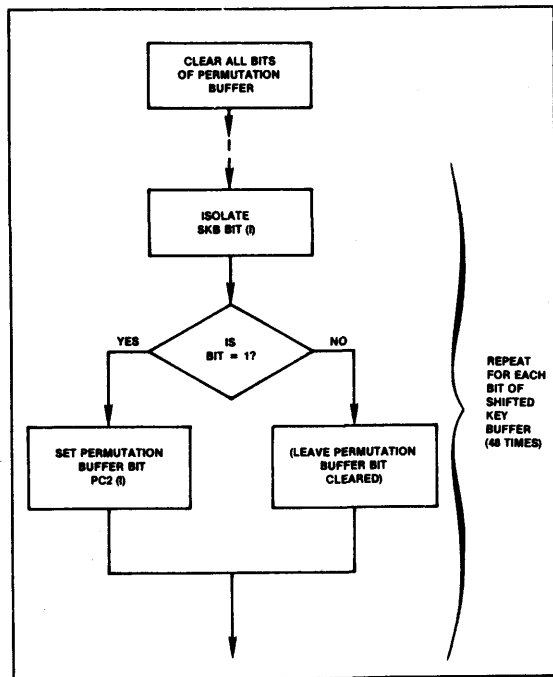 CLEAR ALL BITS
OF PERMUTATION
BUFFER
ISOLATE
SKB BIT (I)
YES
IS
BIT = 1?
NO
SET PERMUTATION
BUFFER BIT
PC2 (I)
(LEAVE PERMUTATION
BUFFER BIT
CLEARED)
REPEAT
FOR EACH
BIT OF
SHIFTED
KEY
BUFFER
(48 TIMES)